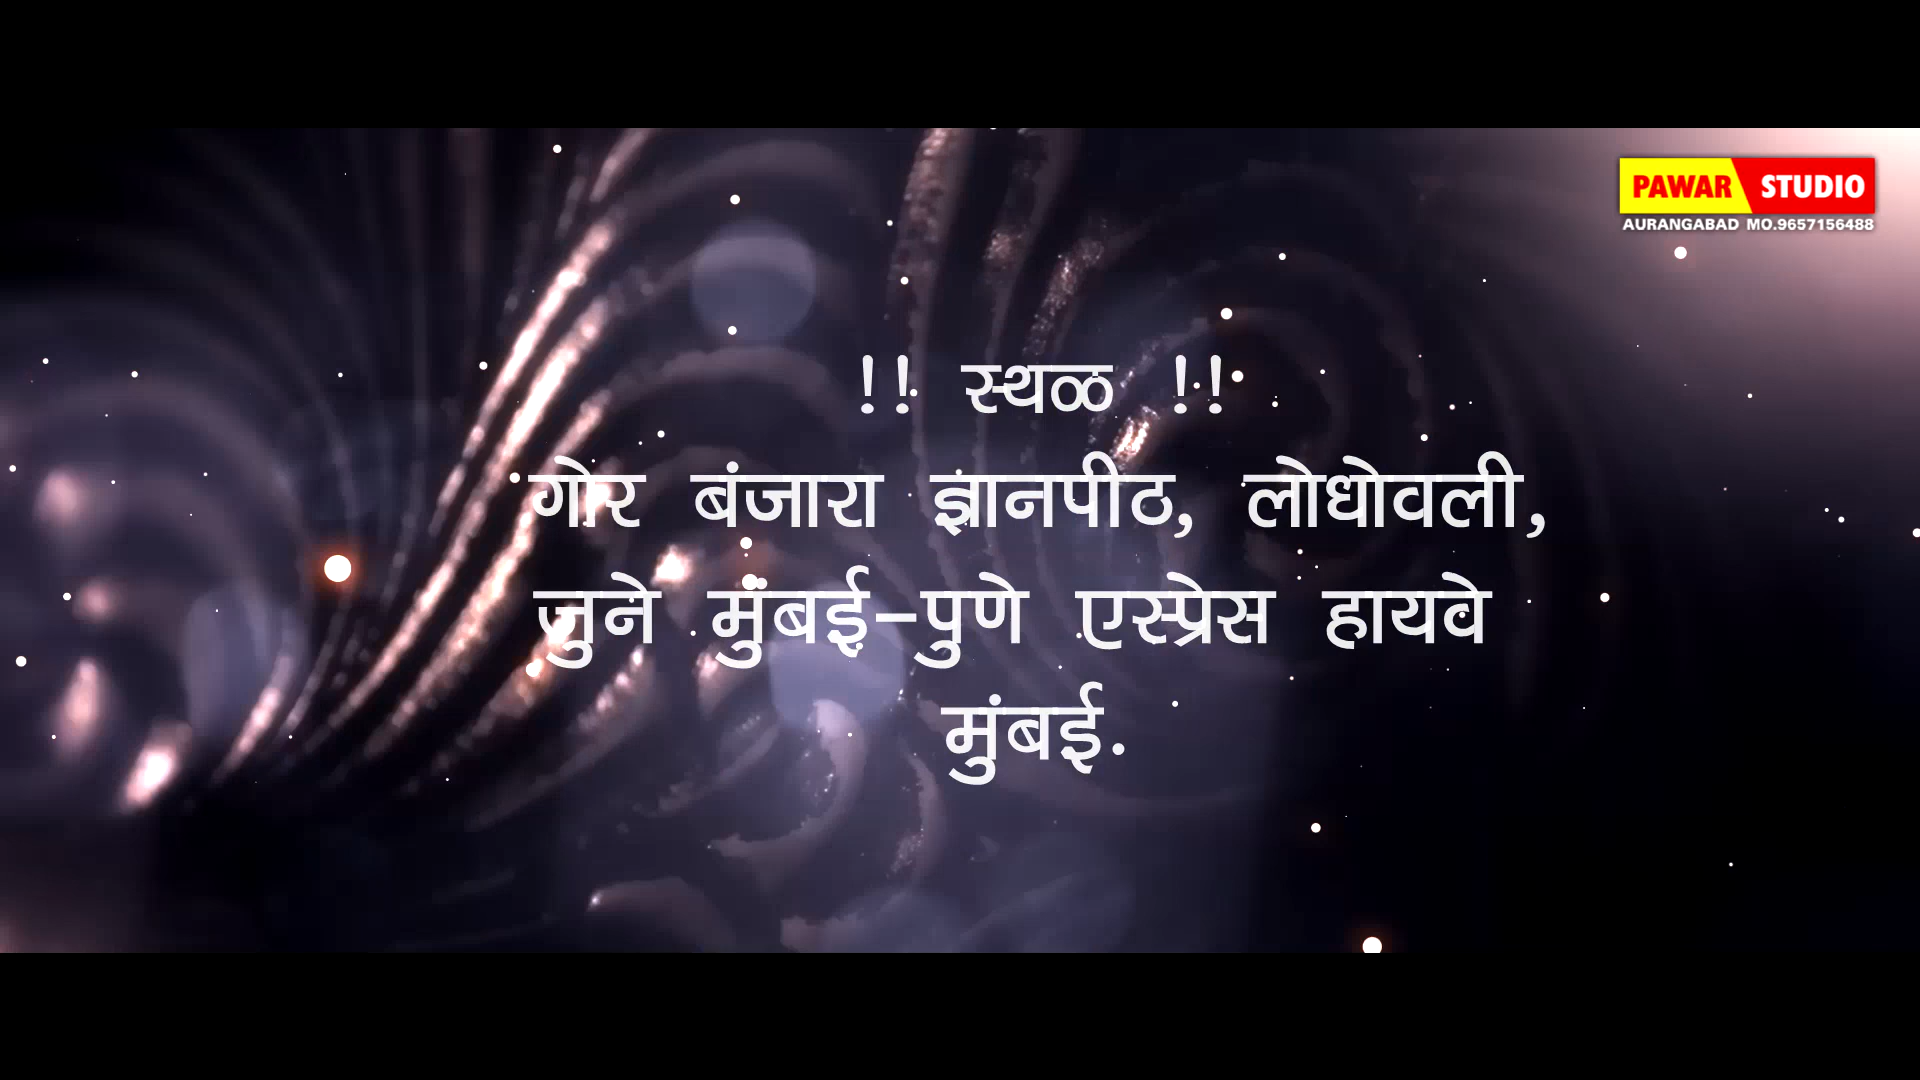 PAWAR STUDIO
AURANGABAD MO.9657156488
!! स्थळ !!
गोर बंजारा ज्ञानपीठ, लोधोवली,
जुने मुंबई-पुणे एस्प्रेस हायवे
मुंबई.